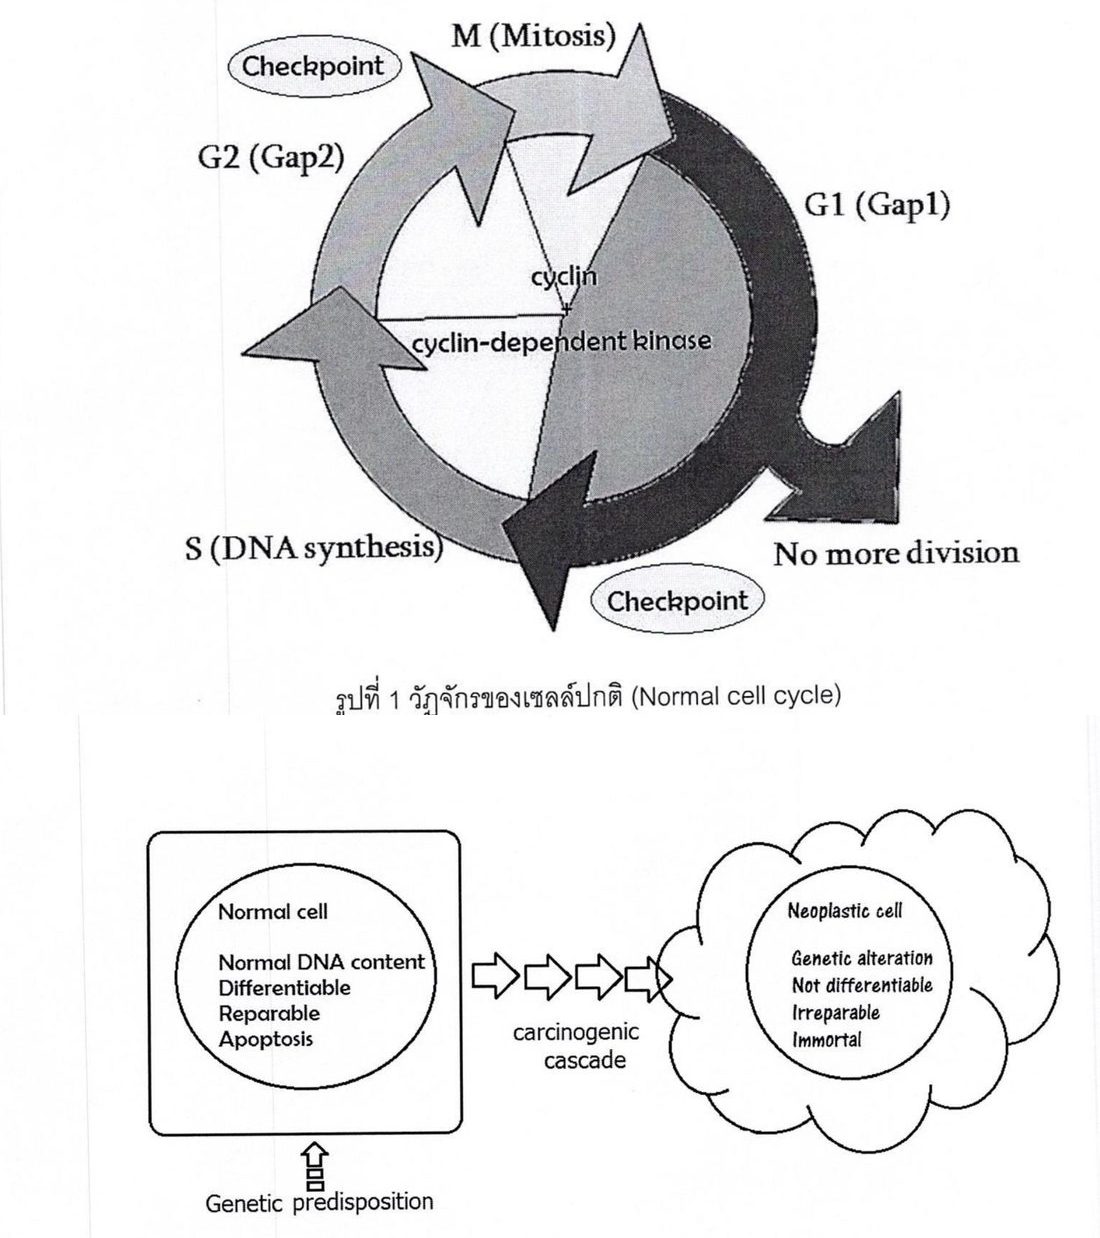 M (Mitosis)
Checkpoint
G2 (Gap2)
G1 (Gap1)
cyclin
+
cyclin-dependent kinase
S (DNA synthesis)
No more division
Checkpoint
รูปที่ 1 วัฏจักรของเซลล์ปกติ (Normal cell cycle)
Normal cell
Normal DNA content
Differentiable
Reparable
Apoptosis
carcinogenic
cascade
Neoplastic cell
Genetic alteration
Not differentiable
Irreparable
Immortal
Genetic predisposition